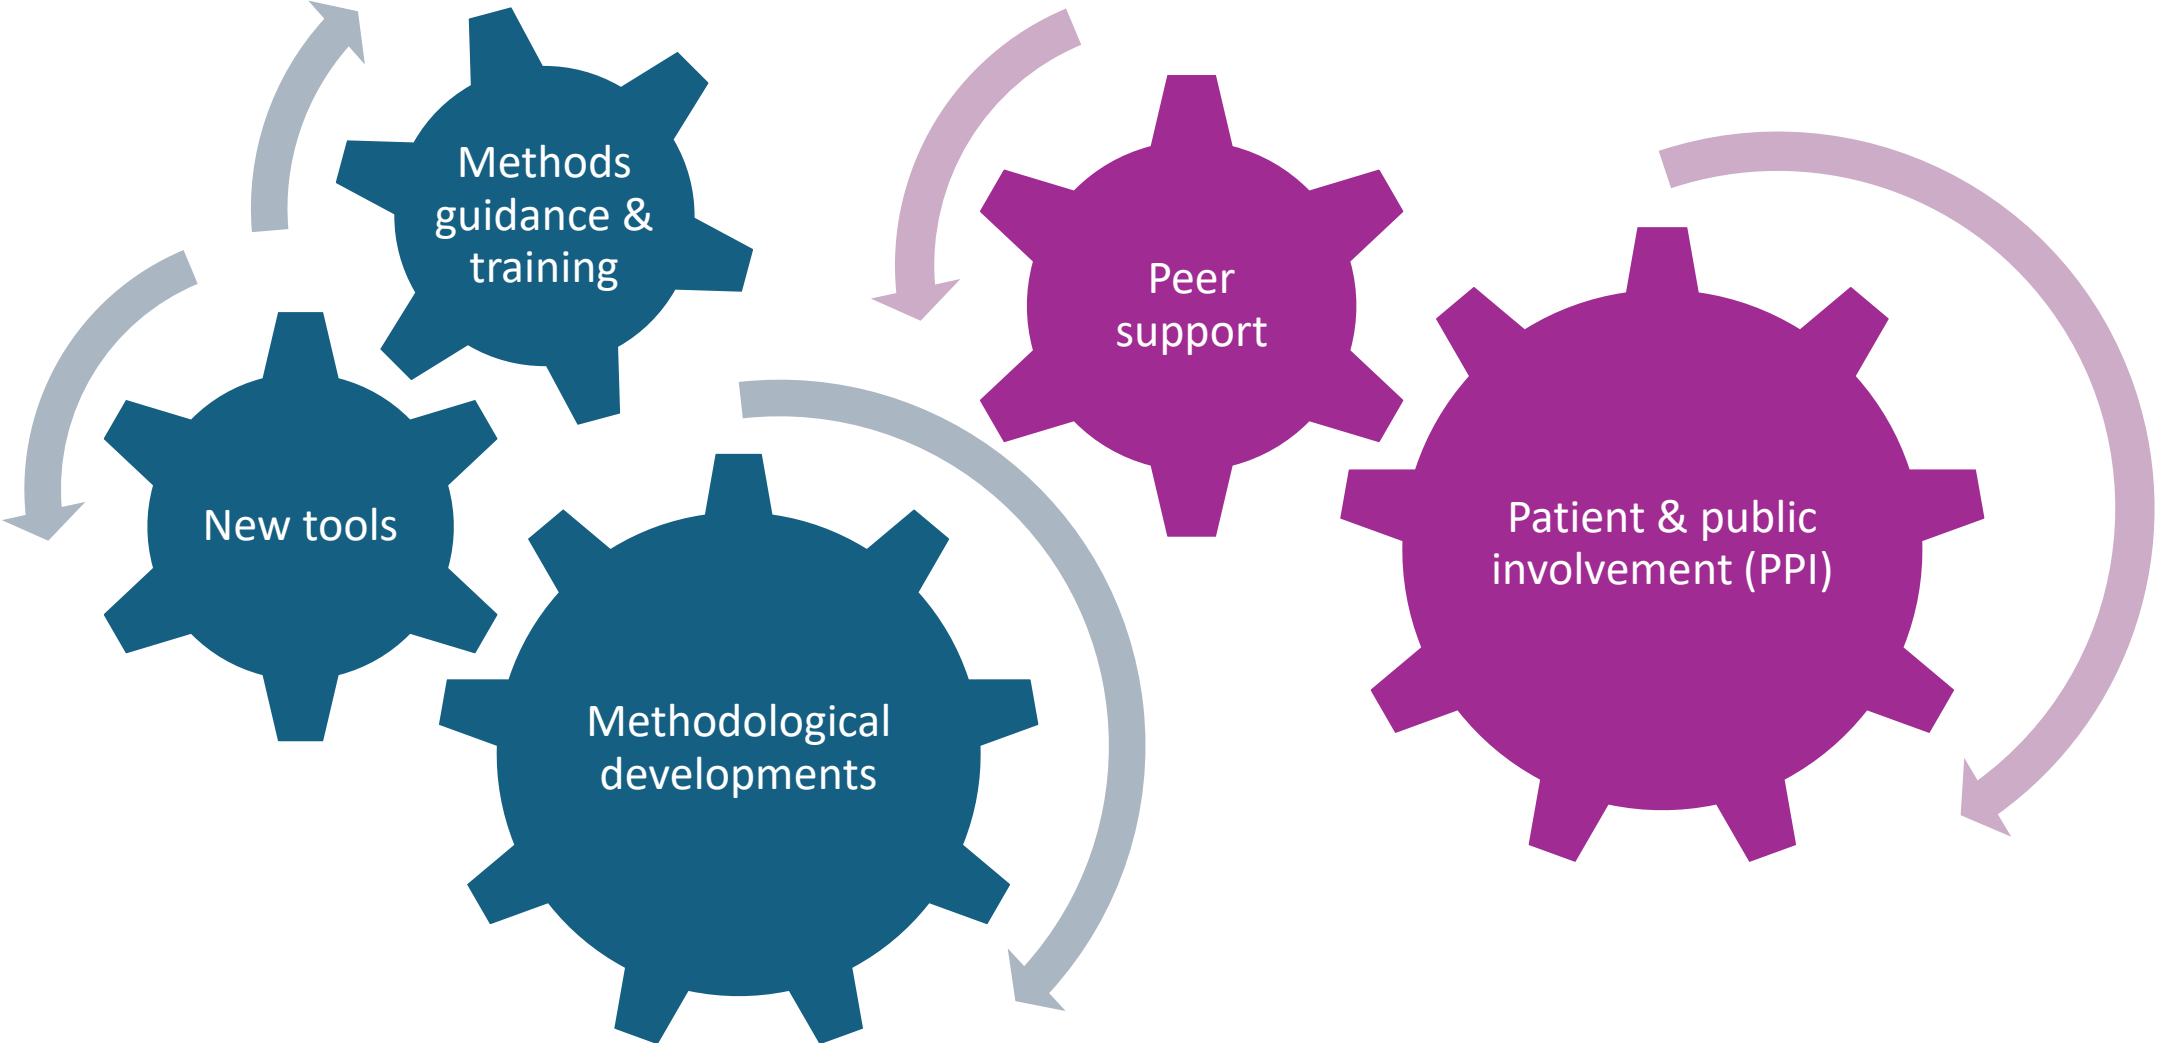 Methods
guidance &
training
New tools
Methodological
developments
Peer
support
Patient & public
involvement (PPI)